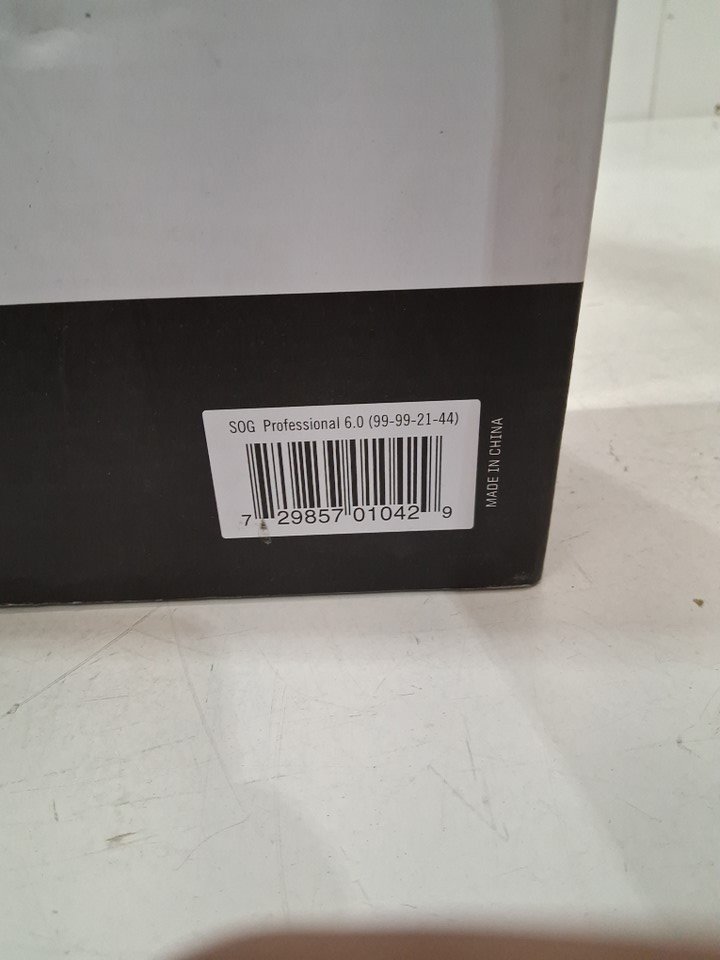 SOG Professional 6.0 (99-99-21-44)
7 29857 01042 9
MADE IN CHINA